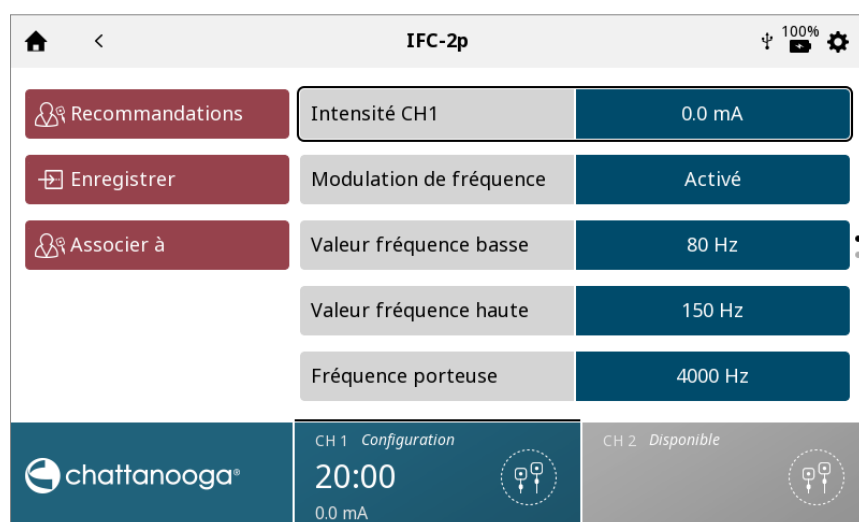 IFC-2p
100%
Recommandations
Enregistrer
Associer à
Intensité CH1 0.0 mA
Modulation de fréquence Activé
Valeur fréquence basse 80 Hz
Valeur fréquence haute 150 Hz
Fréquence porteuse 4000 Hz
chattanooga®
CH 1 Configuration
20:00
0.0 mA
CH 2 Disponible